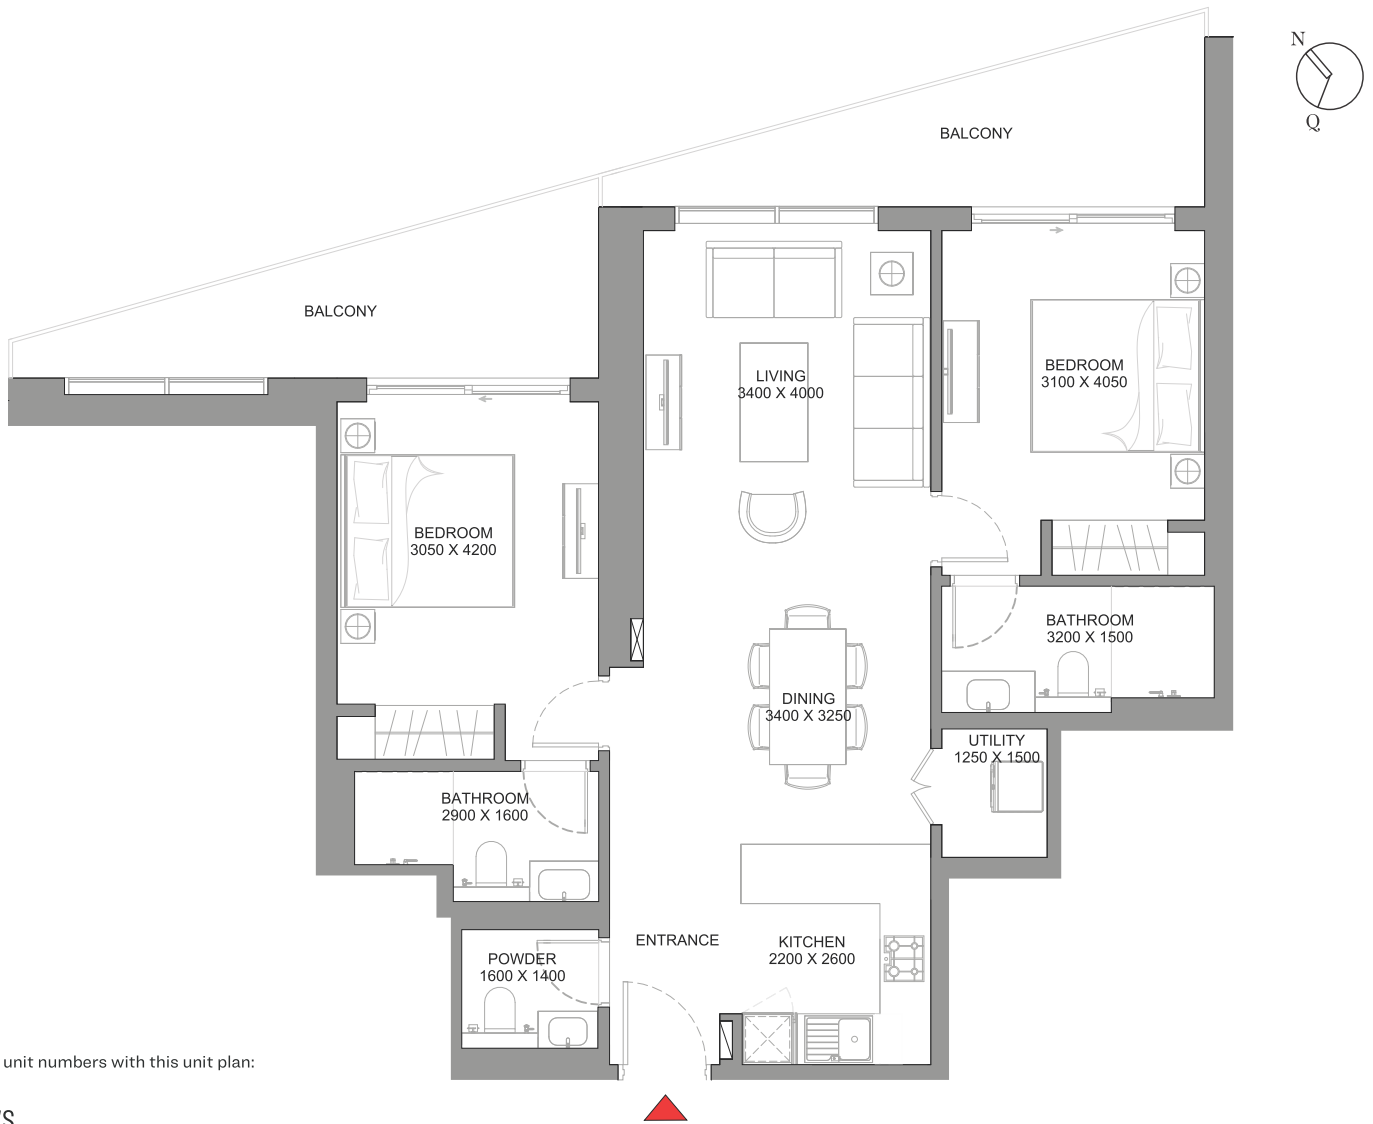 N
Q
BALCONY
BALCONY
LIVING
3400 X 4000
BEDROOM
3100 X 4050
BEDROOM
3050 X 4200
BATHROOM
3200 X 1500
DINING
3400 X 3250
UTILITY
1250 X 1500
BATHROOM
2900 X 1600
ENTRANCE
KITCHEN
2200 X 2600
POWDER
1600 X 1400
unit numbers with this unit plan: